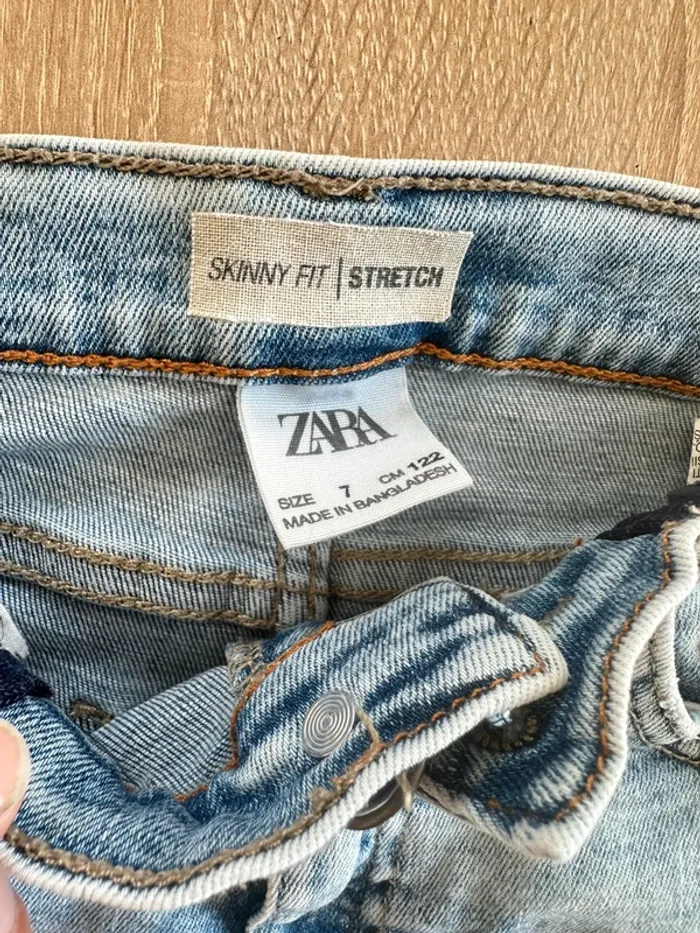 SKINNY FIT | STRETCH
ZARA
SIZE 7 CM 122
MADE IN BANGLADESH